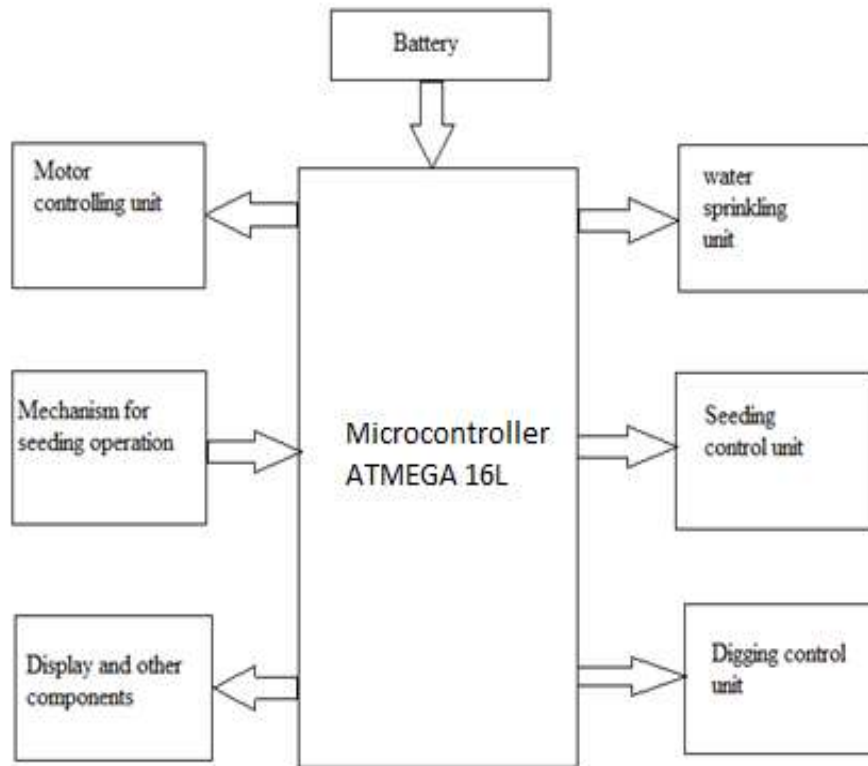 Battery
Motor
controlling unit
water
sprinkling
unit
Mechanism for
seeding operation
Microcontroller
ATMEGA 16L
Seeding
control unit
Display and other
components
Digging control
unit